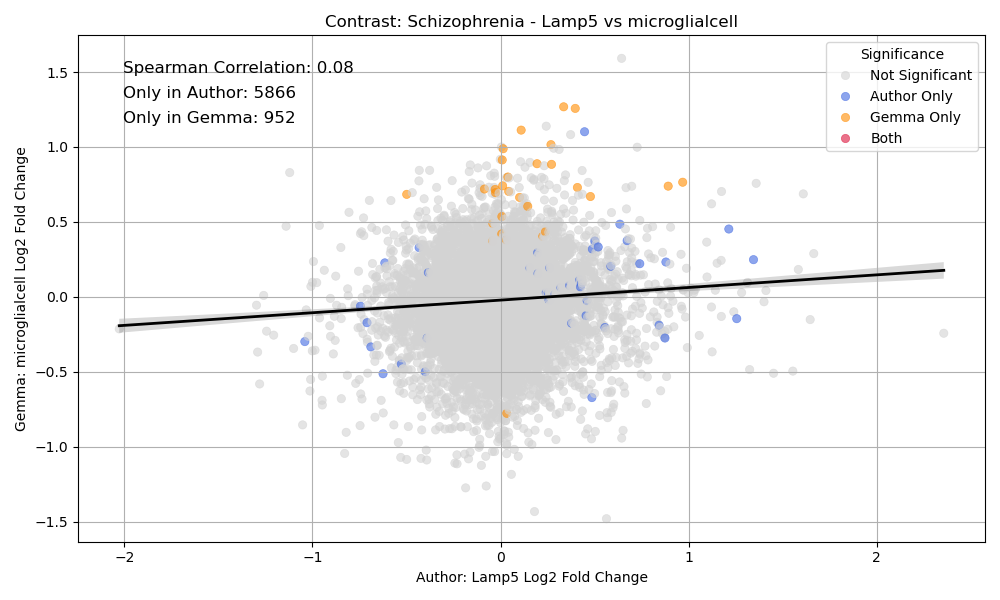 Contrast: Schizophrenia - Lamp5 vs microglialcell
Spearman Correlation: 0.08
Only in Author: 5866
Only in Gemma: 952
Significance
Not Significant
Author Only
Gemma Only
Both
Gemma: microglialcell Log2 Fold Change
1.5
1.0
0.5
0.0
−0.5
−1.0
−1.5
−2
−1
0
1
2
Author: Lamp5 Log2 Fold Change